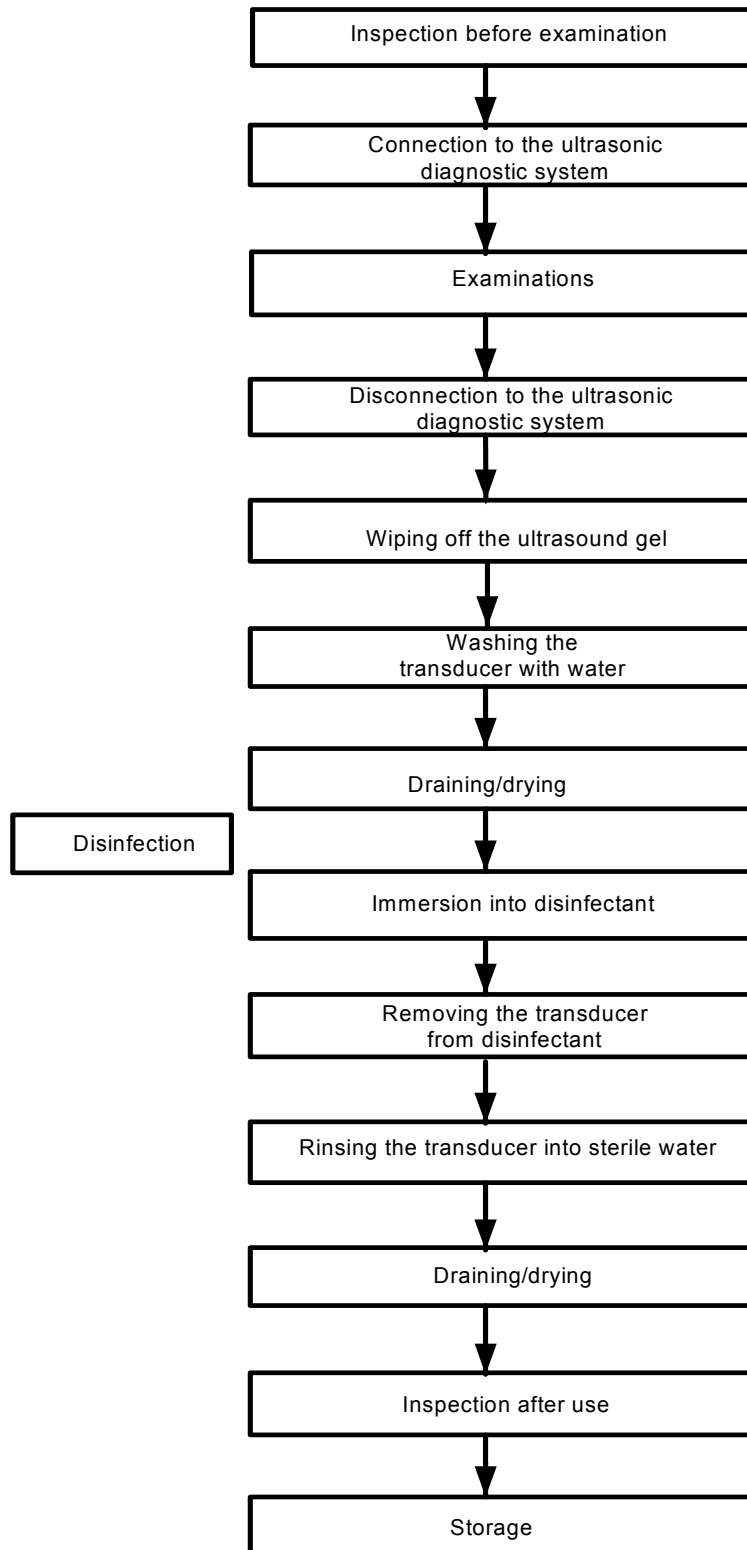 Inspection before examination
Connection to the ultrasonic
diagnostic system
Examinations
Disconnection to the ultrasonic
diagnostic system
Wiping off the ultrasound gel
Washing the
transducer with water
Draining/drying
Disinfection
Immersion into disinfectant
Removing the transducer
from disinfectant
Rinsing the transducer into sterile water
Draining/drying
Inspection after use
Storage